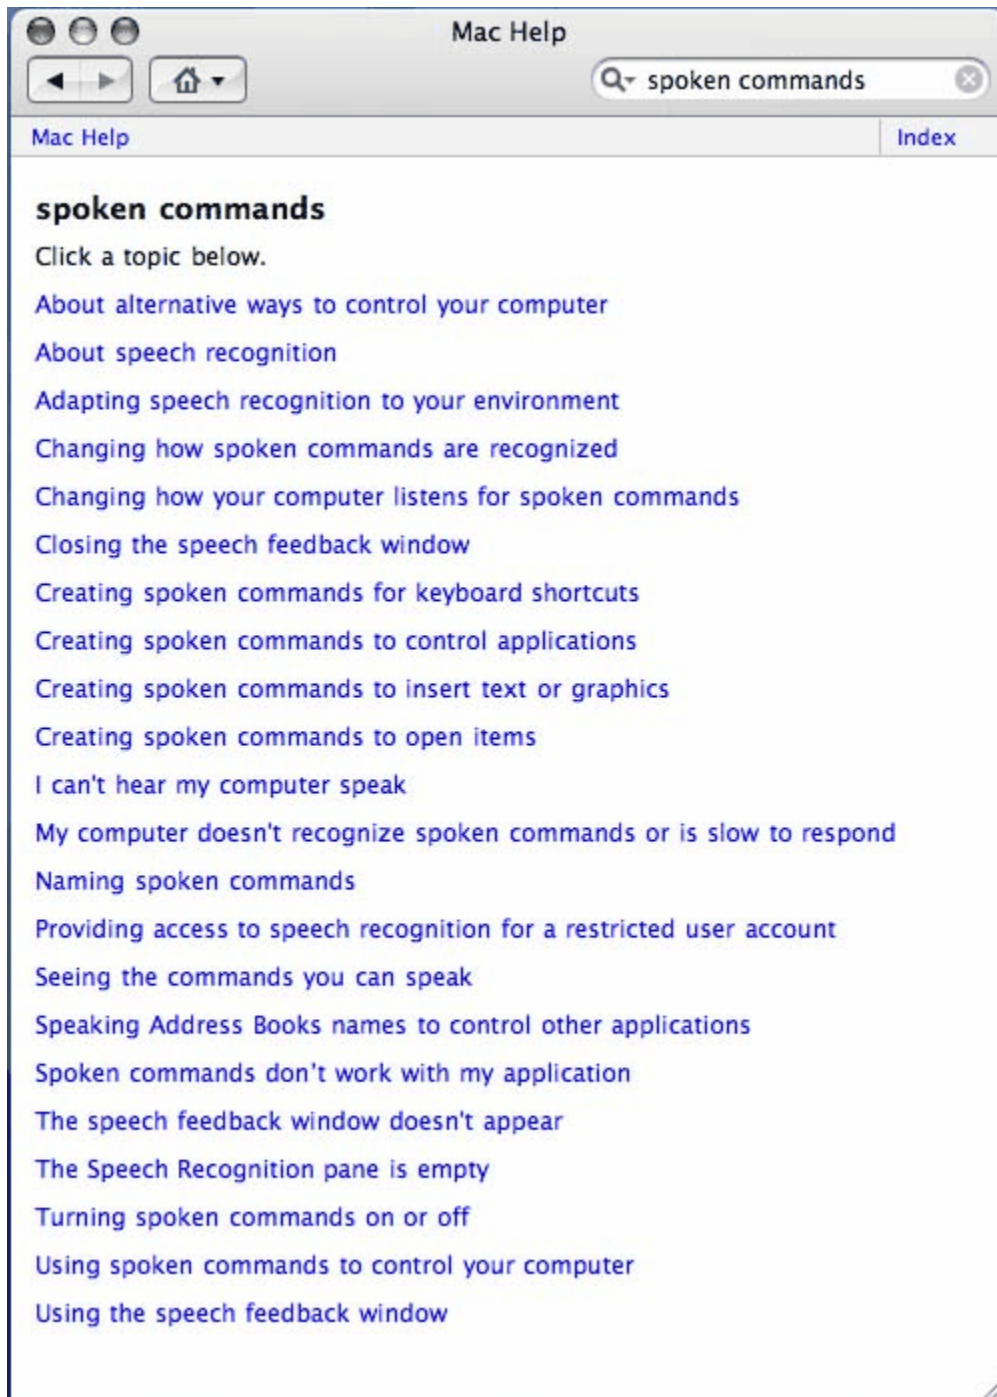 Mac Help
spoken commands
Mac Help
Index
spoken commands
Click a topic below.
About alternative ways to control your computer
About speech recognition
Adapting speech recognition to your environment
Changing how spoken commands are recognized
Changing how your computer listens for spoken commands
Closing the speech feedback window
Creating spoken commands for keyboard shortcuts
Creating spoken commands to control applications
Creating spoken commands to insert text or graphics
Creating spoken commands to open items
I can't hear my computer speak
My computer doesn't recognize spoken commands or is slow to respond
Naming spoken commands
Providing access to speech recognition for a restricted user account
Seeing the commands you can speak
Speaking Address Books names to control other applications
Spoken commands don't work with my application
The speech feedback window doesn't appear
The Speech Recognition pane is empty
Turning spoken commands on or off
Using spoken commands to control your computer
Using the speech feedback window